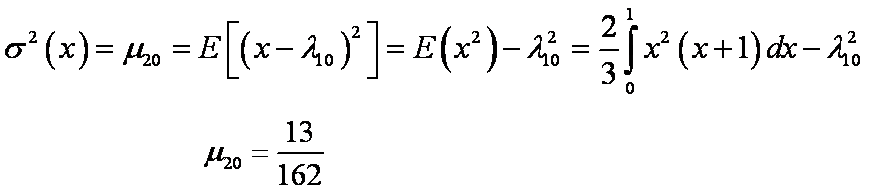 σ²(x) = μ₂₀ = E[(x − λ₁₀)²] = E(x²) − λ₁₀² = 2/3 ∫₀¹ x²(x+1)dx − λ₁₀²
μ₂₀ = 13/162